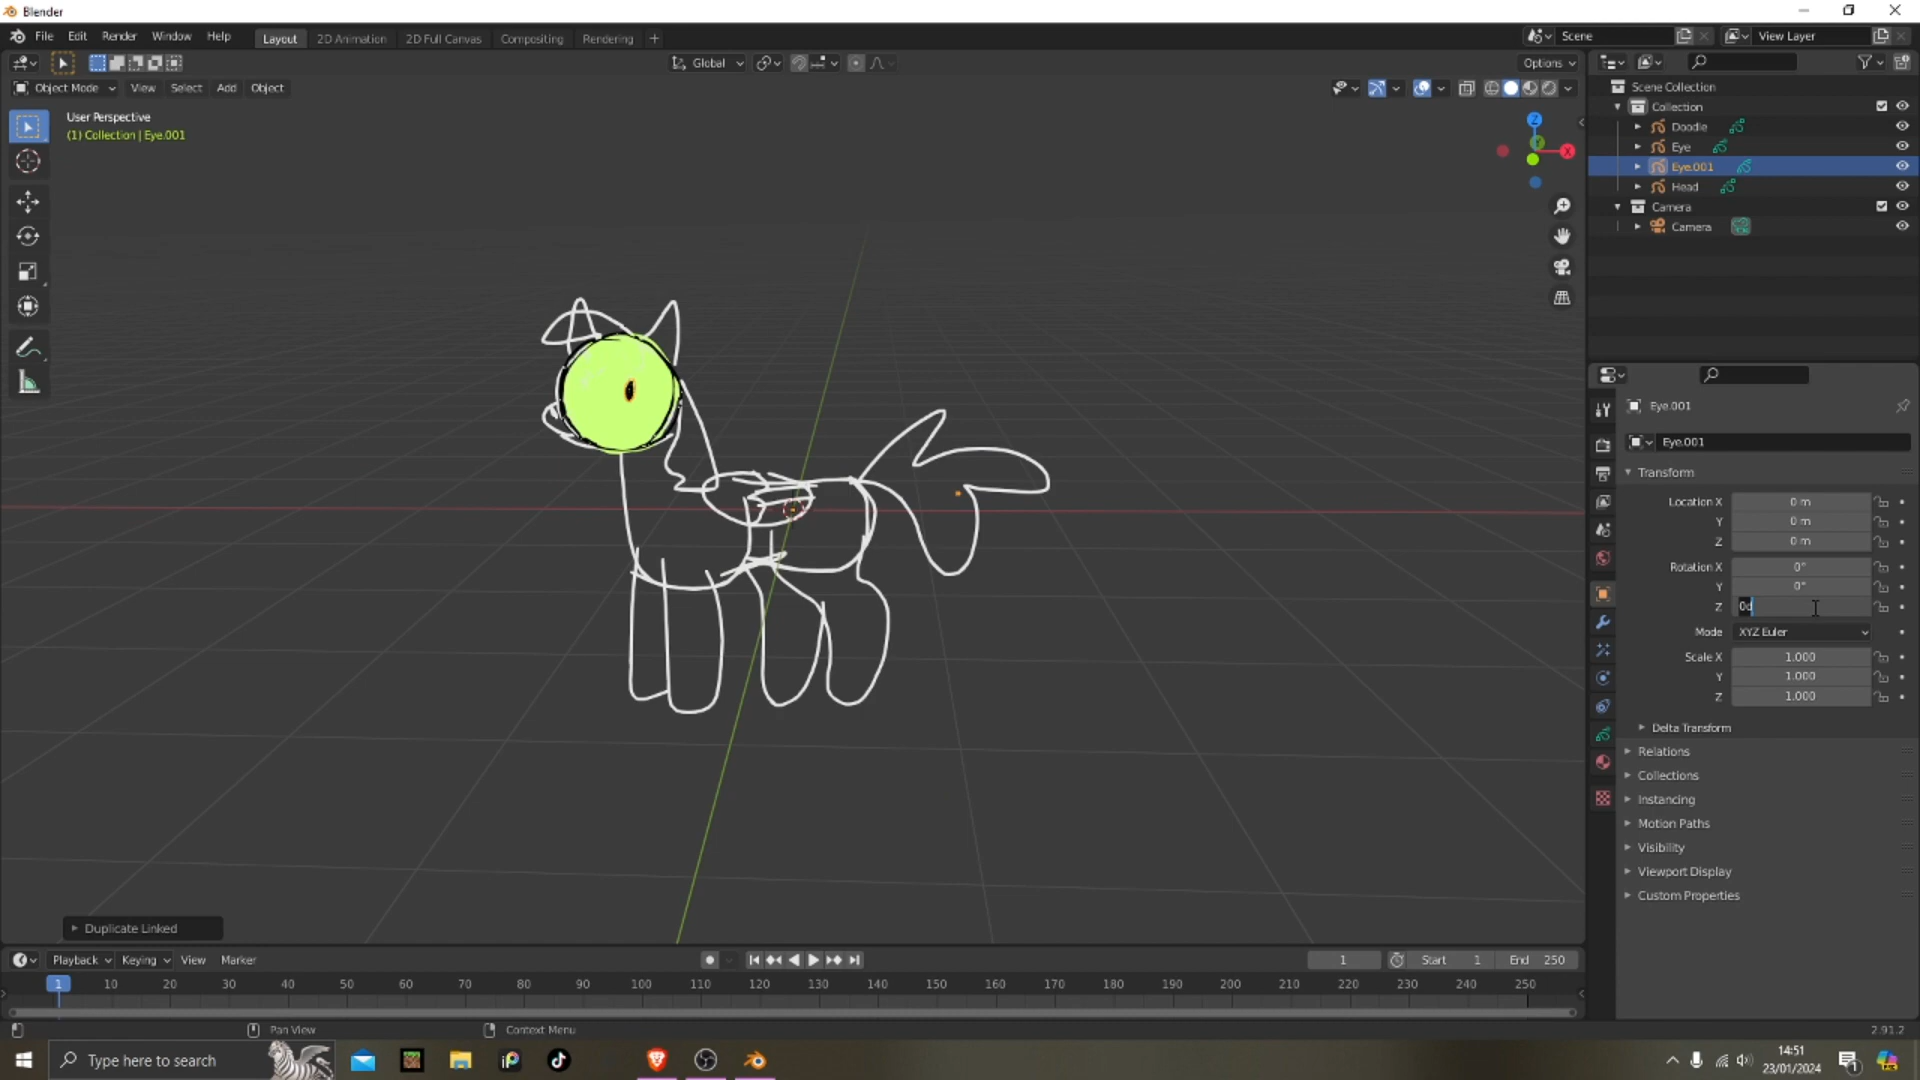 Blender
File Edit Render Window Help
Layout 2D Animation 2D Full Canvas Compositing Rendering +
Scene
View Layer
Global
Options
Object Mode View Select Add Object
User Perspective
(1) Collection | Eye.001
Z
Y
X
Scene Collection
Collection
Doodle
Eye
Eye.001
Head
Camera
Camera
Eye.001
Eye.001
Transform
Location X 0 m
Y 0 m
Z 0 m
Rotation X 0°
Y 0°
Z 0d
Mode XYZ Euler
Scale X 1.000
Y 1.000
Z 1.000
Delta Transform
Relations
Collections
Instancing
Motion Paths
Visibility
Viewport Display
Custom Properties
Duplicate Linked
Playback Keying View Marker
1 Start 1 End 250
1 10 20 30 40 50 60 70 80 90 100 110 120 130 140 150 160 170 180 190 200 210 220 230 240 250
Pan View Context Menu
2.91.2
Type here to search
14:51
23/01/2024
1